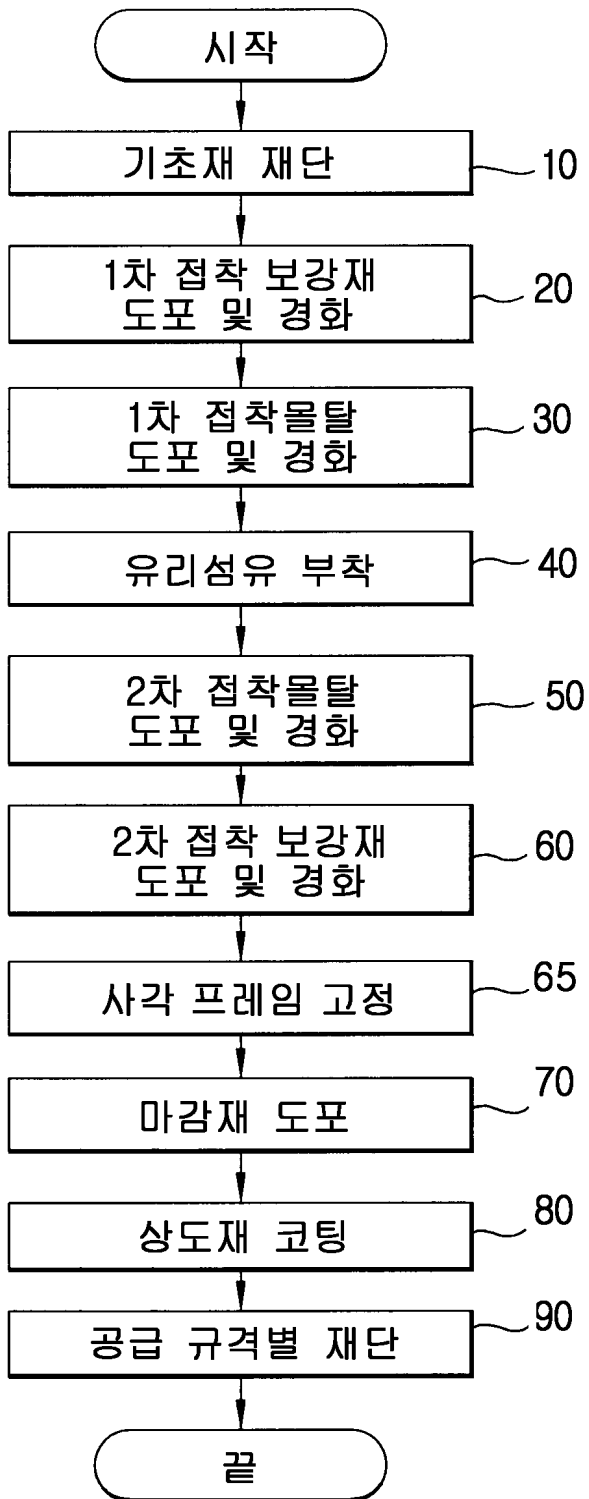 시작
기초재 재단
10
1차 접착 보강재
도포 및 경화
20
1차 접착몰탈
도포 및 경화
30
유리섬유 부착
40
2차 접착몰탈
도포 및 경화
50
2차 접착 보강재
도포 및 경화
60
사각 프레임 고정
65
마감재 도포
70
상도재 코팅
80
공급 규격별 재단
90
끝